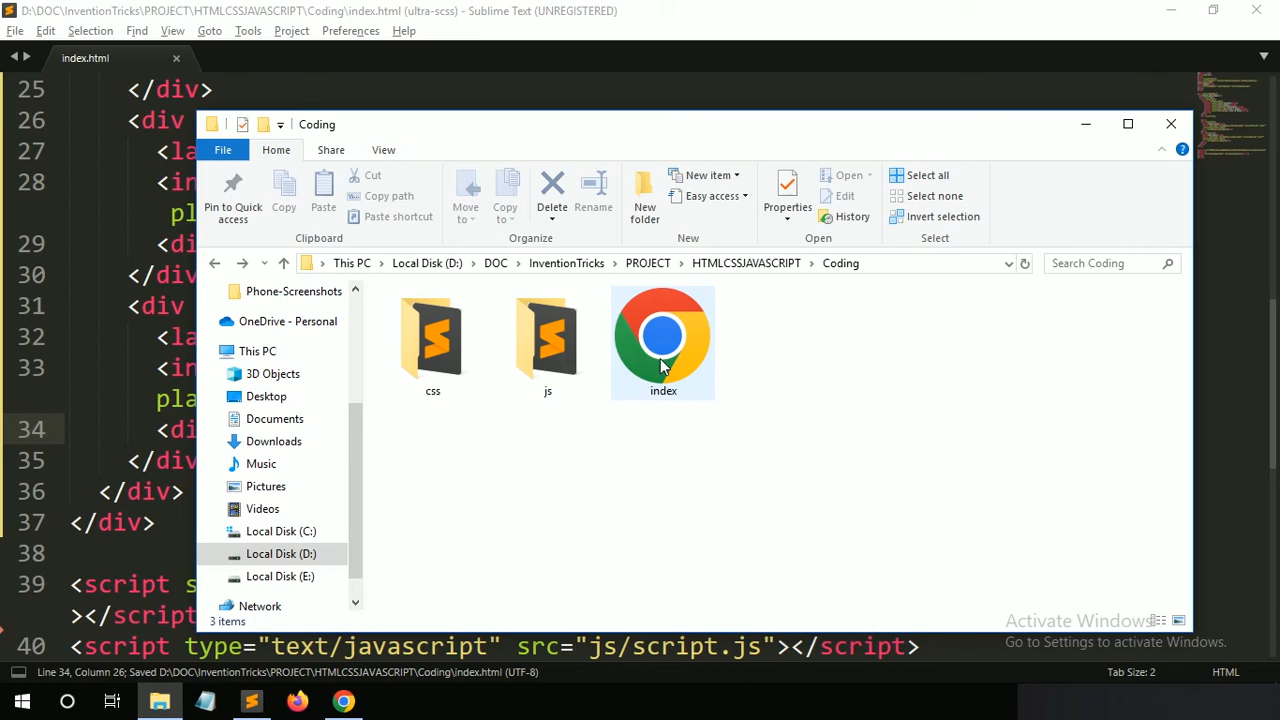 D:\DOC\InventionTricks\PROJECT\HTMLCSSJAVASCRIPT\Coding\index.html (ultra-scss) - Sublime Text (UNREGISTERED)
File Edit Selection Find View Goto Tools Project Preferences Help
index.html
25 </div>
26 <div
27 <la
28 <in
pl
29 <di
30 </div>
31 <div
32 <la
33 <in
pla
34 <di
35 </div>
36 </div>
37 </div>
38
39 <script s
></script
40 <script type="text/javascript" src="js/script.js"></script>
Coding
File Home Share View
Pin to Quick access
Copy
Paste
Cut
Copy path
Paste shortcut
Clipboard
Move to
Copy to
Delete
Rename
Organize
New folder
New item
Easy access
New
Properties
Open
Edit
History
Open
Select all
Select none
Invert selection
Select
This PC > Local Disk (D:) > DOC > InventionTricks > PROJECT > HTMLCSSJAVASCRIPT > Coding
Search Coding
Phone-Screenshots
OneDrive - Personal
This PC
3D Objects
Desktop
Documents
Downloads
Music
Pictures
Videos
Local Disk (C:)
Local Disk (D:)
Local Disk (E:)
Network
css
js
index
3 items
Activate Windows
Go to Settings to activate Windows.
Line 34, Column 26; Saved D:\DOC\InventionTricks\PROJECT\HTMLCSSJAVASCRIPT\Coding\index.html (UTF-8)
Tab Size: 2
HTML